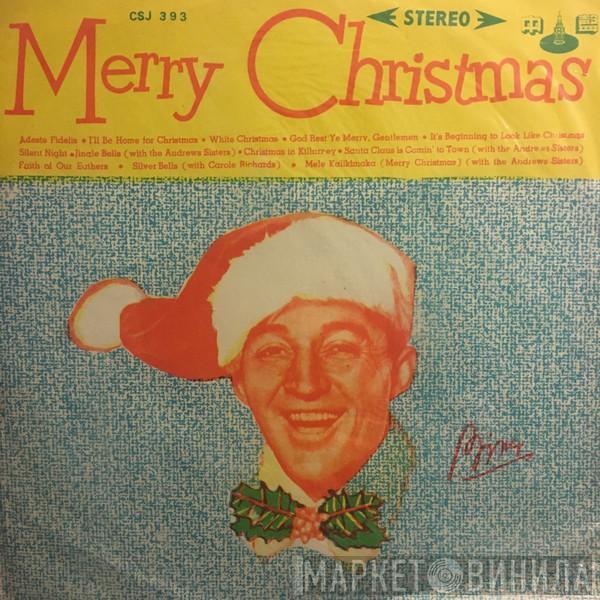 CSJ 393
STEREO
Merry Christmas
Adeste Fidelis • I'll Be Home for Christmas • White Christmas • God Rest Ye Merry, Gentlemen • It's Beginning to Look Like Christmas
Silent Night • Jingle Bells (with the Andrews Sisters) • Christmas in Killarney • Santa Claus is Comin' to Town (with the Andrews Sisters)
Faith of Our Fathers • Silver Bells (with Carole Richards) • Mele Kalikimaka (Merry Christmas) (with the Andrews Sisters)
МАРКЕТ ВИНИЛА